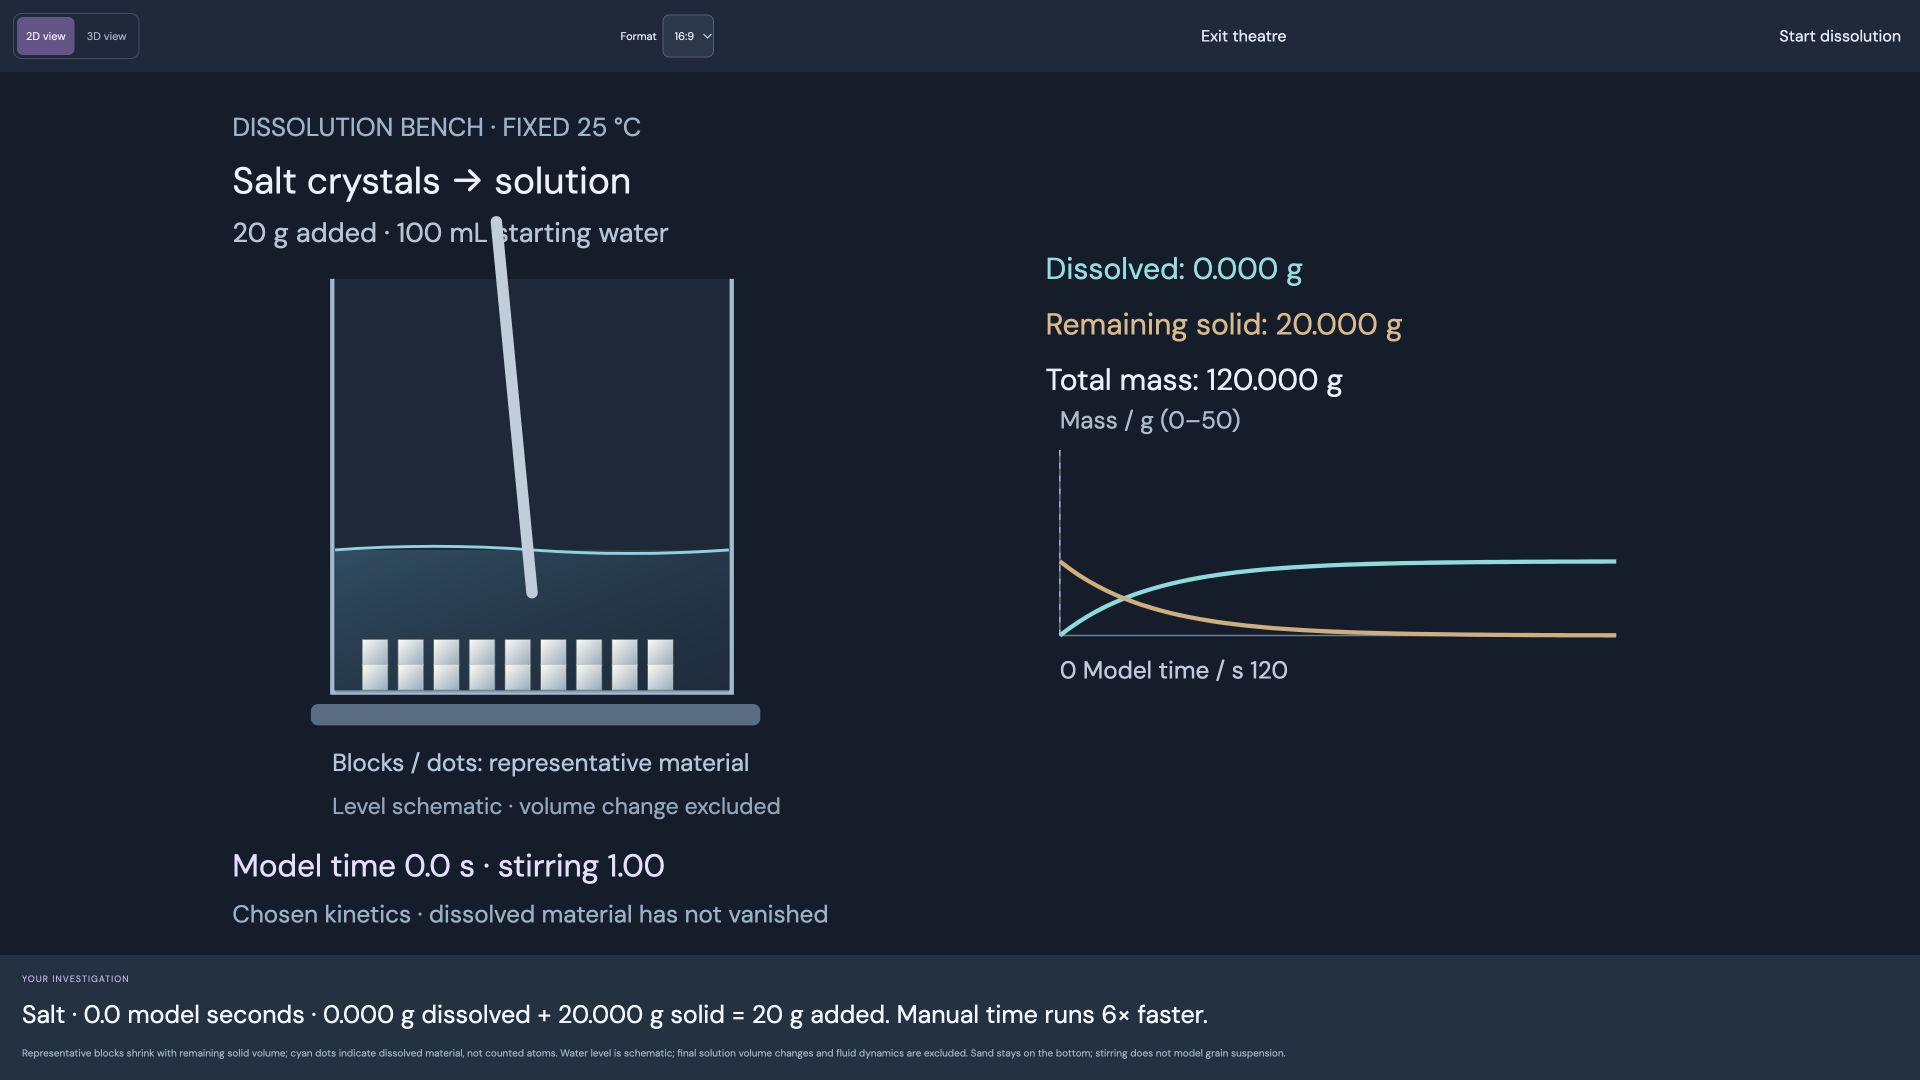 2D view 3D view Format 16:9 Exit theatre Start dissolution
DISSOLUTION BENCH · FIXED 25 °C
Salt crystals → solution
20 g added · 100 mL starting water
Dissolved: 0.000 g
Remaining solid: 20.000 g
Total mass: 120.000 g
Mass / g (0–50)
0 Model time / s 120
Blocks / dots: representative material
Level schematic · volume change excluded
Model time 0.0 s · stirring 1.00
Chosen kinetics · dissolved material has not vanished
YOUR INVESTIGATION
Salt · 0.0 model seconds · 0.000 g dissolved + 20.000 g solid = 20 g added. Manual time runs 6× faster.
Representative blocks shrink with remaining solid volume; cyan dots indicate dissolved material, not counted atoms. Water level is schematic; final solution volume changes and fluid dynamics are excluded. Sand stays on the bottom; stirring does not model grain suspension.